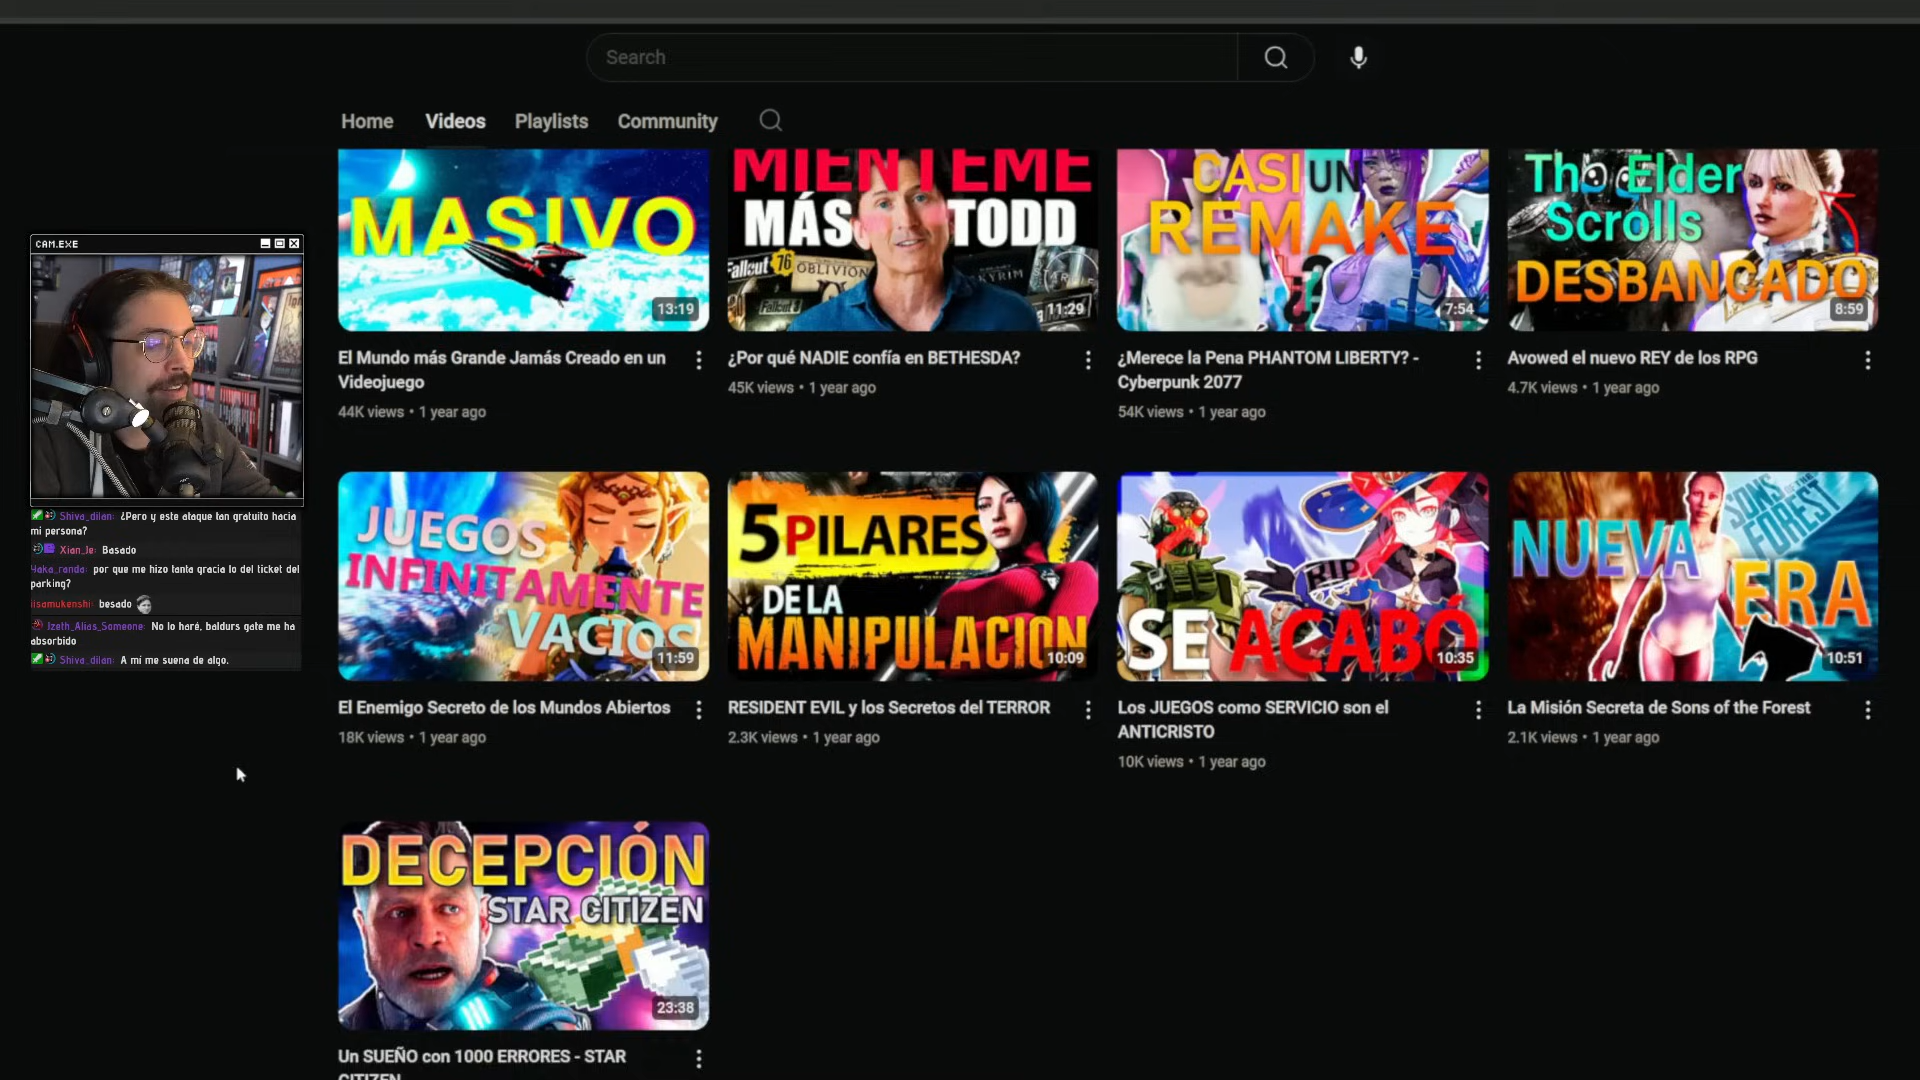 Search
Home Videos Playlists Community
MASIVO
13:19
El Mundo más Grande Jamás Creado en un
Videojuego
44K views • 1 year ago
MIENTEME
MÁS TODD
Fallout 76
OBLIVION
SKYRIM
11:29
¿Por qué NADIE confía en BETHESDA?
45K views • 1 year ago
CASI UN
REMAKE
7:54
¿Merece la Pena PHANTOM LIBERTY? -
Cyberpunk 2077
54K views • 1 year ago
The Elder
Scrolls
DESBANCADO
8:59
Avowed el nuevo REY de los RPG
4.7K views • 1 year ago
CAM.EXE
Shiva_dilan: ¿Pero y este ataque tan gratuito hacia
mi persona?
Xian_le: Basado
Yaka_randa: por que me hizo tanta gracia lo del ticket del
parking?
iisamukenshi: besado
Izeth_Alias_Someone: No lo haré, baldurs gate me ha
absorbido
Shiva_dilan: A mí me suena de algo.
JUEGOS
INFINITAMENTE
VACIOS
11:59
El Enemigo Secreto de los Mundos Abiertos
18K views • 1 year ago
5 PILARES
DE LA
MANIPULACION
10:09
RESIDENT EVIL y los Secretos del TERROR
2.3K views • 1 year ago
RIP
SE ACABÓ
10:35
Los JUEGOS como SERVICIO son el
ANTICRISTO
10K views • 1 year ago
SONS OF THE
FOREST
NUEVA
ERA
10:51
La Misión Secreta de Sons of the Forest
2.1K views • 1 year ago
DECEPCIÓN
STAR CITIZEN
23:38
Un SUEÑO con 1000 ERRORES - STAR
CITIZEN